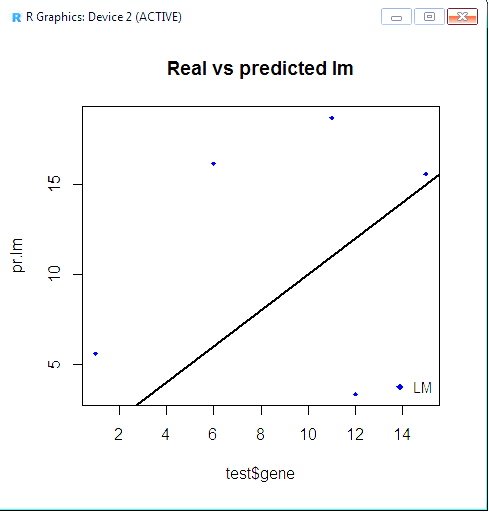 R Graphics: Device 2 (ACTIVE)
Real vs predicted lm
pr.lm
15
10
5
2 4 6 8 10 12 14
test$gene
LM